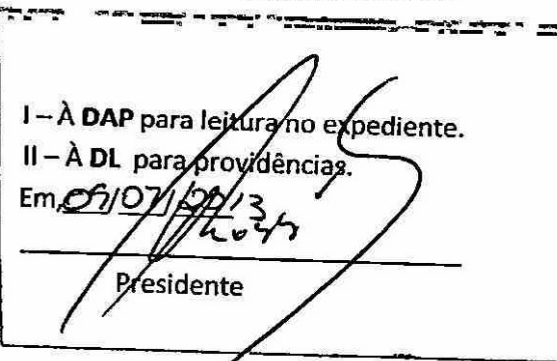 I – À DAP para leitura no expediente.
II – À DL para providências.
Em, 09/07/2013
Presidente